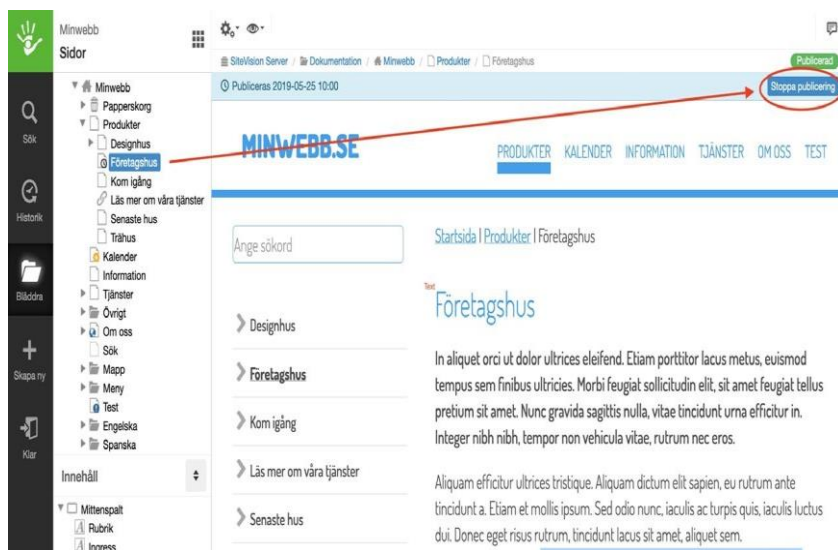 Minwebb
Sidor
Sök
Historik
Bläddra
Skapa ny
Klar
Minwebb
Papperskorg
Produkter
Designhus
Företagshus
Kom igång
Läs mer om våra tjänster
Senaste hus
Trähus
Kalender
Information
Tjänster
Övrigt
Om oss
Sök
Mapp
Meny
Test
Engelska
Spanska
Innehåll
Mittenspalt
Rubrik
Ingress
SiteVision Server / Dokumentation / Minwebb / Produkter / Företagshus
Publicerad
Publiceras 2019-05-25 10:00
Stoppa publicering
MINWEBB.SE
PRODUKTER KALENDER INFORMATION TJÄNSTER OM OSS TEST
Ange sökord
Designhus
Företagshus
Kom igång
Läs mer om våra tjänster
Senaste hus
Startsida | Produkter | Företagshus
Text
Företagshus
In aliquet orci ut dolor ultrices eleifend. Etiam porttitor lacus metus, euismod
tempus sem finibus ultricies. Morbi feugiat sollicitudin elit, sit amet feugiat tellus
pretium sit amet. Nunc gravida sagittis nulla, vitae tincidunt urna efficitur in.
Integer nibh nibh, tempor non vehicula vitae, rutrum nec eros.
Aliquam efficitur ultrices tristique. Aliquam dictum elit sapien, eu rutrum ante
tincidunt a. Etiam et mollis ipsum. Sed odio nunc, iaculis ac turpis quis, iaculis luctus
dui. Donec eget risus rutrum, tincidunt lacus sit amet, aliquet sem.